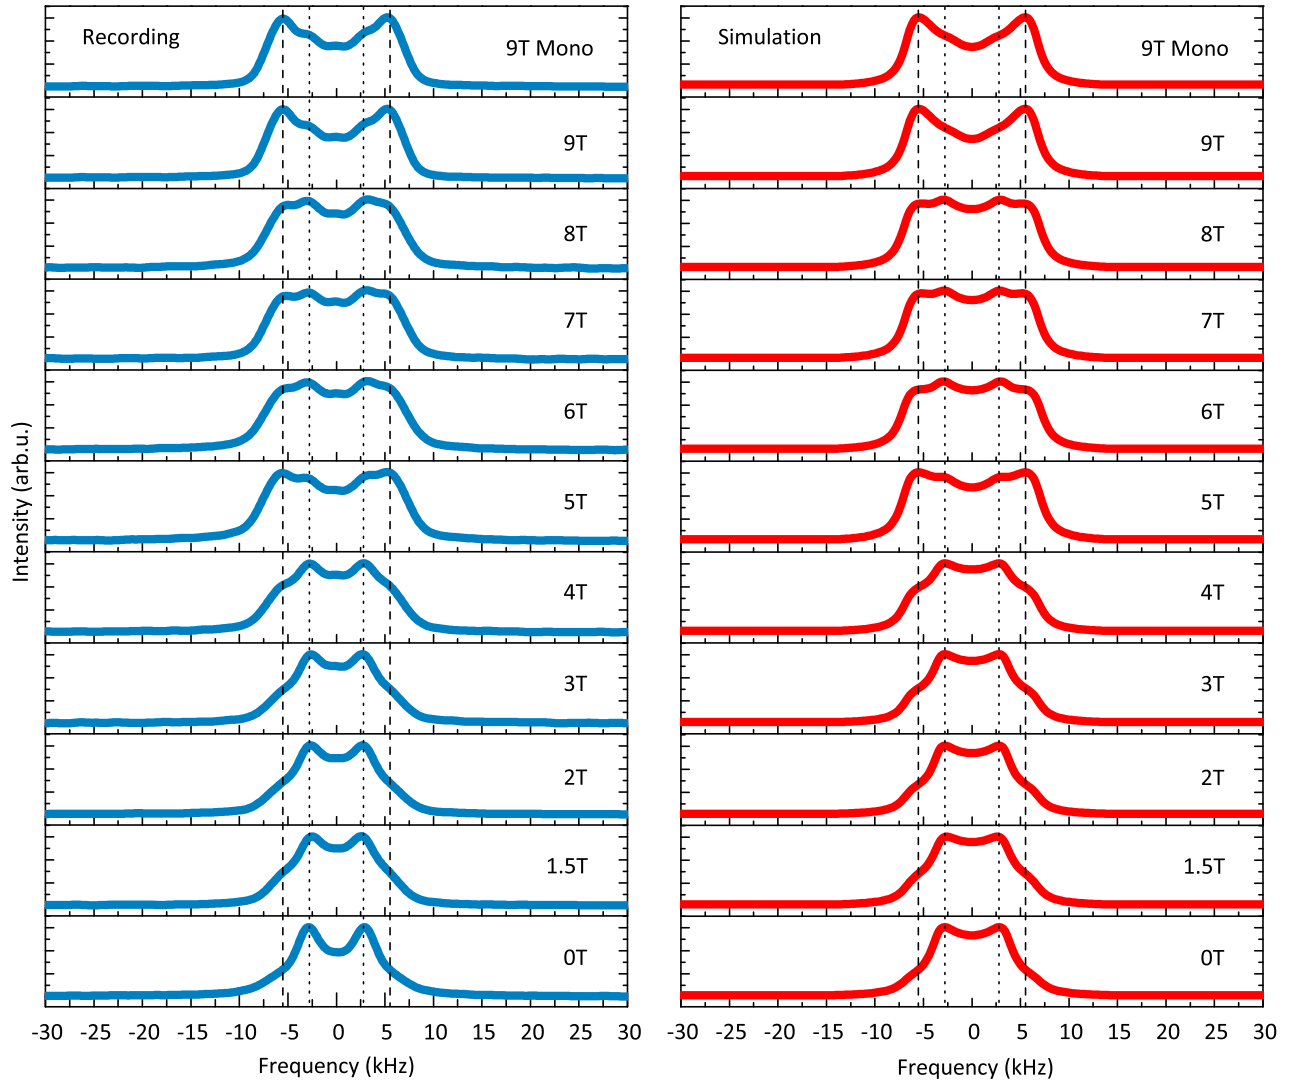 Recording
9T Mono
9T
8T
7T
6T
5T
4T
3T
2T
1.5T
0T
-30 -25 -20 -15 -10 -5 0 5 10 15 20 25 30
Frequency (kHz)
Intensity (arb.u.)
Simulation
9T Mono
9T
8T
7T
6T
5T
4T
3T
2T
1.5T
0T
-30 -25 -20 -15 -10 -5 0 5 10 15 20 25 30
Frequency (kHz)